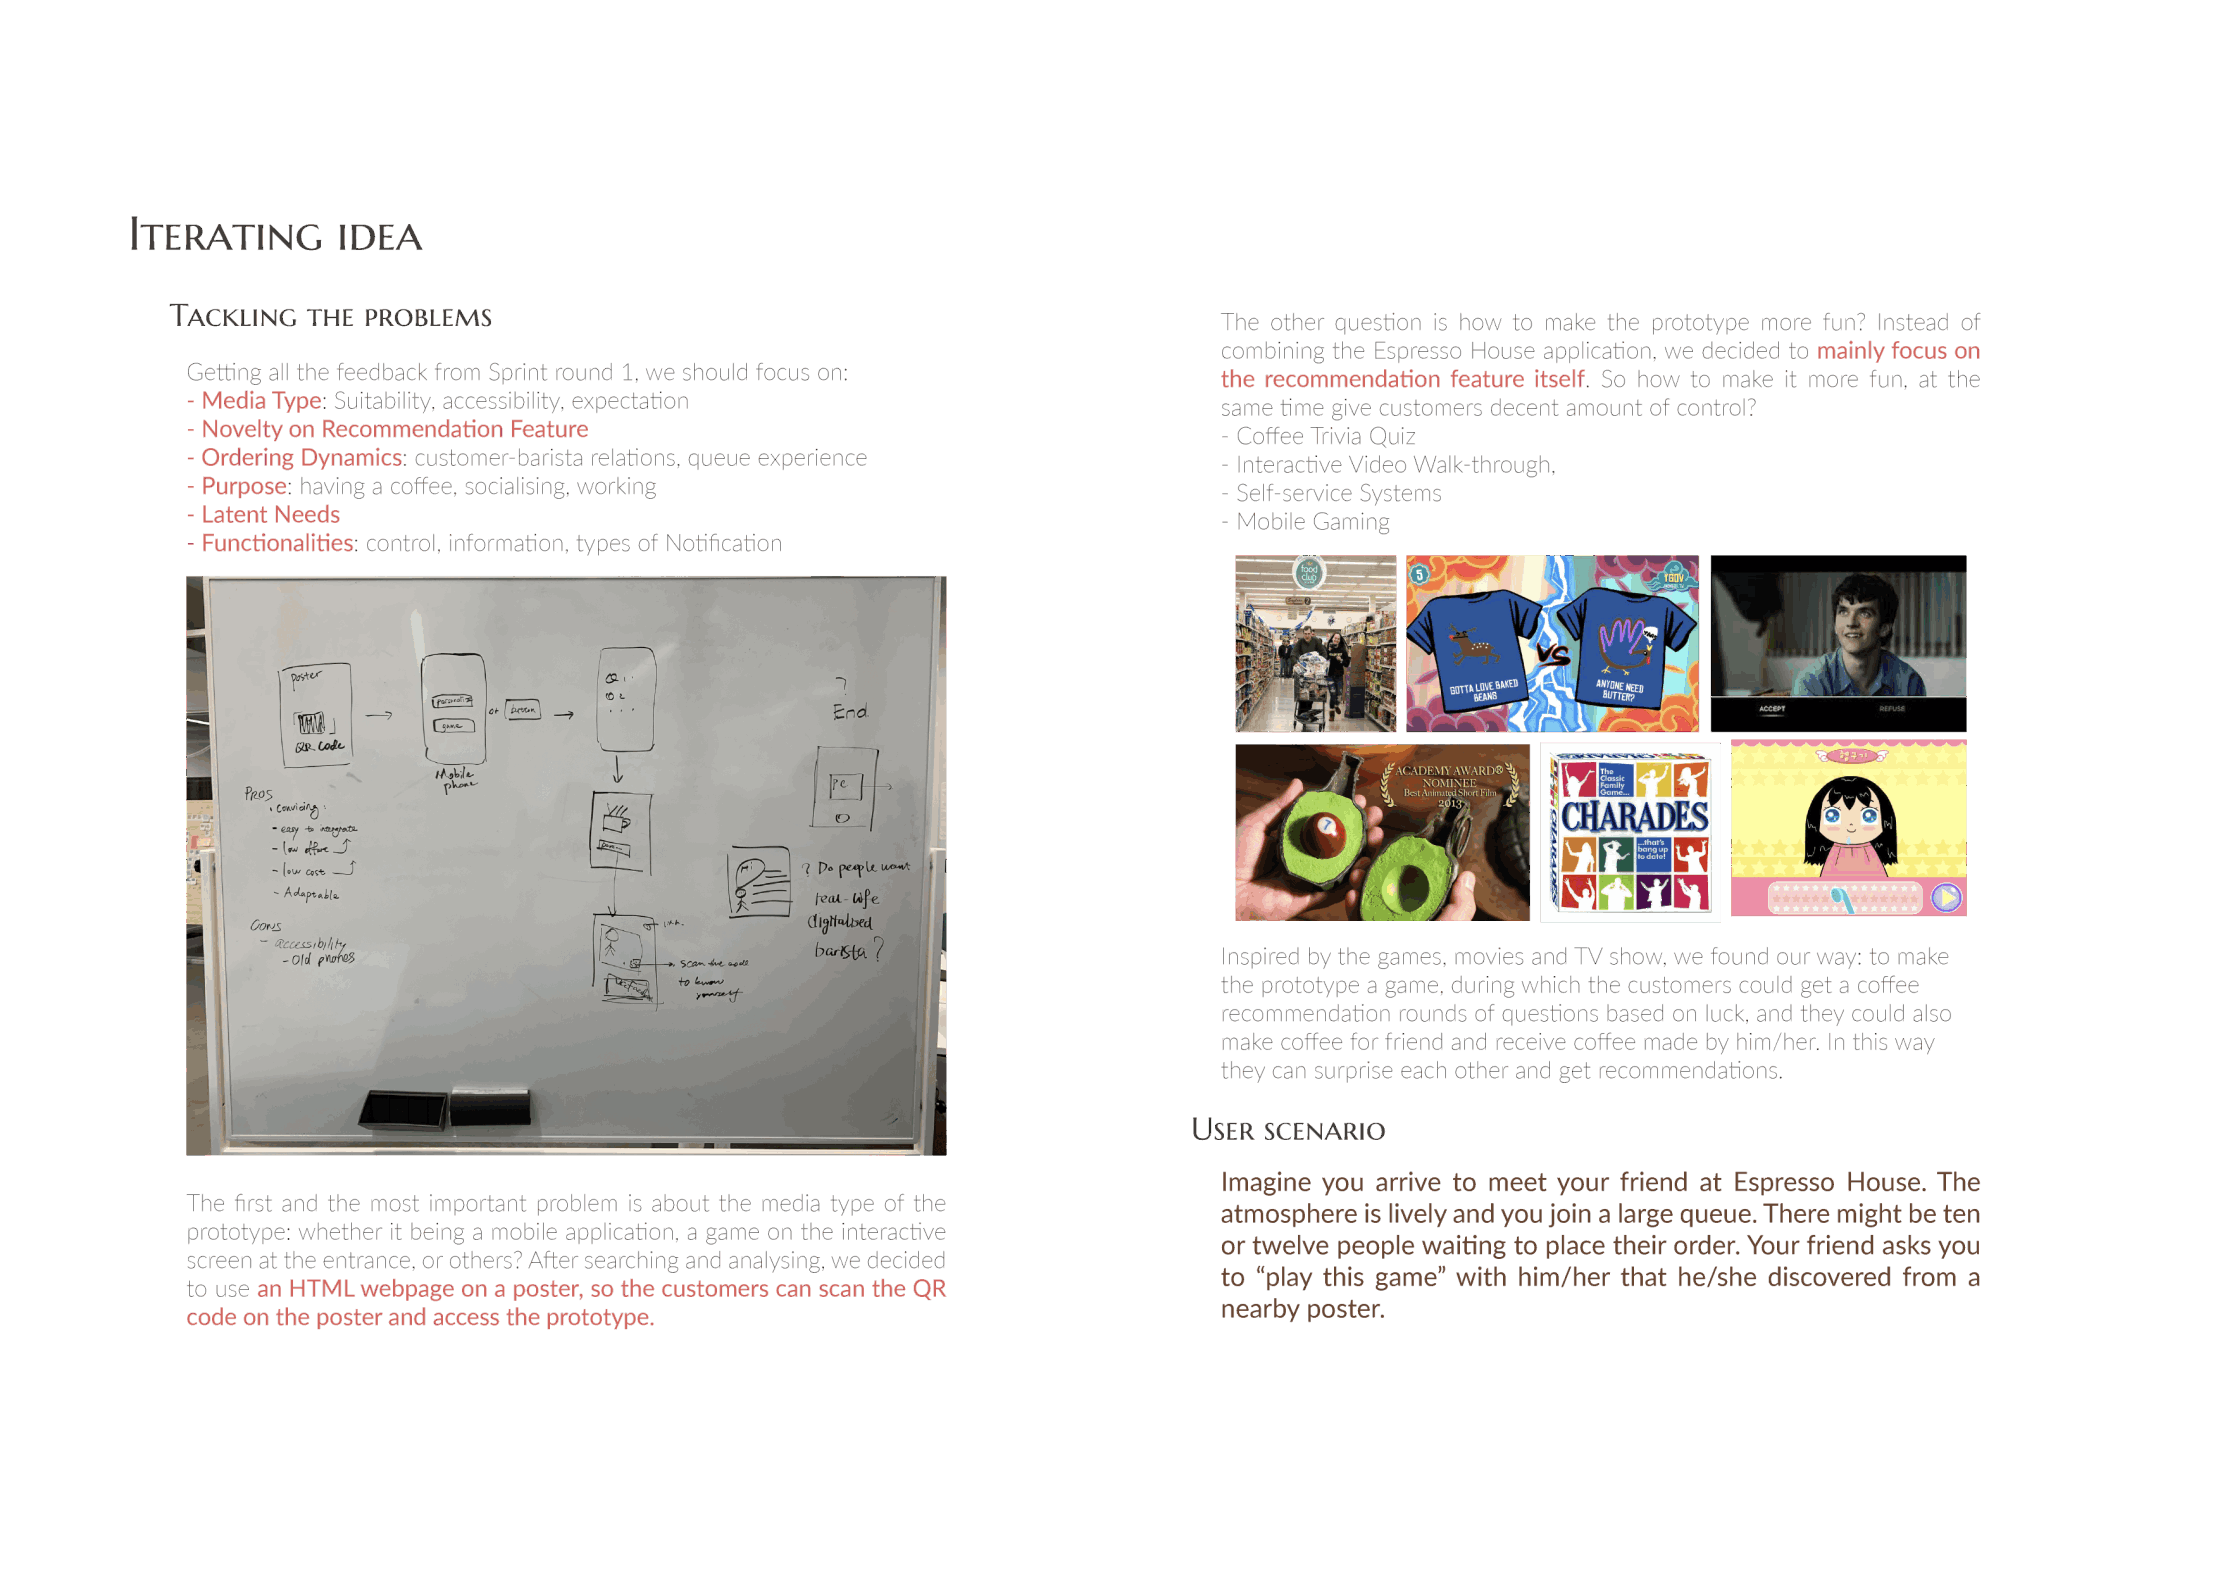 ITERATING IDEA
TACKLING THE PROBLEMS
Getting all the feedback from Sprint round 1, we should focus on:
- Media Type: Suitability, accessibility, expectation
- Novelty on Recommendation Feature
- Ordering Dynamics: customer-barista relations, queue experience
- Purpose: having a coffee, socialising, working
- Latent Needs
- Functionalities: control, information, types of Notification
Poster
QR Code
Mobile
phone
personalize
game
or
button
Q 1
Q 2
?
End
PROS
- easy to integrate
- low cost
- Adaptable
CONS
- accessibility
- old phones
Hi
PC
? Do people want
real-life
digitalised
barista?
scan the code
to know
yourself
The first and the most important problem is about the media type of the
prototype: whether it being a mobile application, a game on the interactive
screen at the entrance, or others? After searching and analysing, we decided
to use an HTML webpage on a poster, so the customers can scan the QR
code on the poster and access the prototype.
The other question is how to make the prototype more fun? Instead of
combining the Espresso House application, we decided to mainly focus on
the recommendation feature itself. So how to make it more fun, at the
same time give customers decent amount of control?
- Coffee Trivia Quiz
- Interactive Video Walk-through,
- Self-service Systems
- Mobile Gaming
food
club
5
GOTTA LOVE BAKED
BEANS
VS
ANYONE NEED
BUTTER?
ACCEPT
REFUSE
ACADEMY AWARD®
NOMINEE
Best Animated Short Film
2013
The
Classic
Family
Game...
CHARADES
...that's
bang up
to date!
Inspired by the games, movies and TV show, we found our way: to make
the prototype a game, during which the customers could get a coffee
recommendation rounds of questions based on luck, and they could also
make coffee for friend and receive coffee made by him/her. In this way
they can surprise each other and get recommendations.
USER SCENARIO
Imagine you arrive to meet your friend at Espresso House. The
atmosphere is lively and you join a large queue. There might be ten
or twelve people waiting to place their order. Your friend asks you
to “play this game” with him/her that he/she discovered from a
nearby poster.